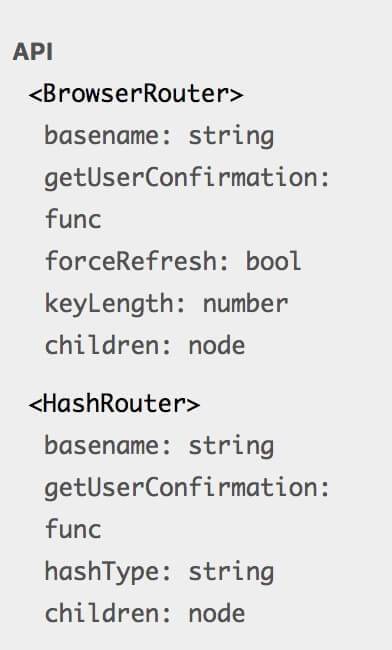 API
<BrowserRouter>
basename: string
getUserConfirmation:
func
forceRefresh: bool
keyLength: number
children: node
<HashRouter>
basename: string
getUserConfirmation:
func
hashType: string
children: node